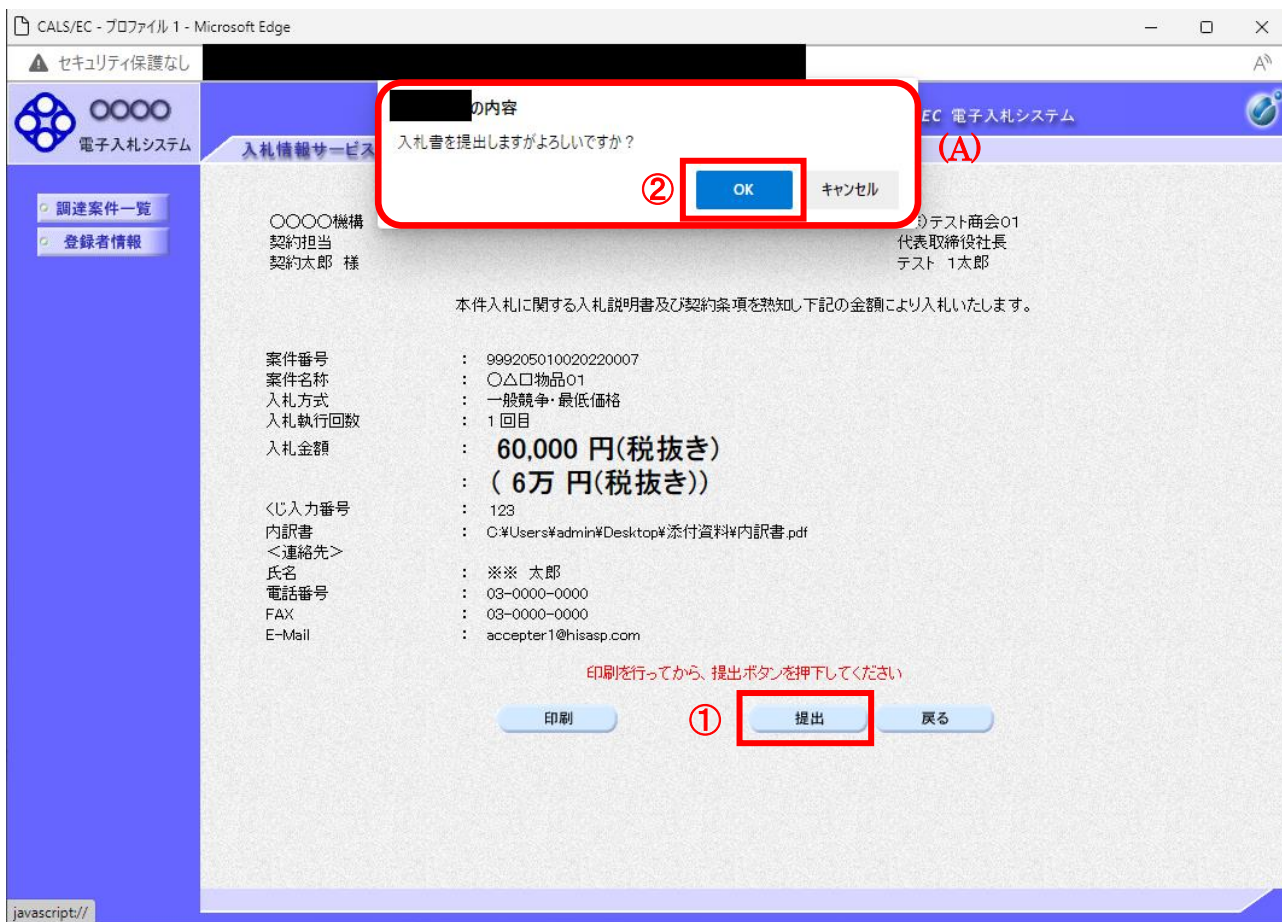 CALS/EC - プロファイル 1 - Microsoft Edge
セキュリティ保護なし
〇〇〇〇
電子入札システム
入札情報サービス
EC 電子入札システム
(A)
の内容
入札書を提出しますがよろしいですか？
② OK キャンセル
調達案件一覧
登録者情報
〇〇〇〇機構
契約担当
契約太郎 様
)テスト商会01
代表取締役社長
テスト 1太郎
本件入札に関する入札説明書及び契約条項を熟知し下記の金額により入札いたします。
案件番号 : 999205010020220007
案件名称 : 〇△口物品01
入札方式 : 一般競争・最低価格
入札執行回数 : 1回目
入札金額 : 60,000 円(税抜き)
: ( 6万 円(税抜き))
くじ入力番号 : 123
内訳書 : C:¥Users¥admin¥Desktop¥添付資料¥内訳書.pdf
＜連絡先＞
氏名 : ※※ 太郎
電話番号 : 03-0000-0000
FAX : 03-0000-0000
E-Mail : accepter1@hisasp.com
印刷を行ってから、提出ボタンを押下してください
印刷 ① 提出 戻る
javascript://